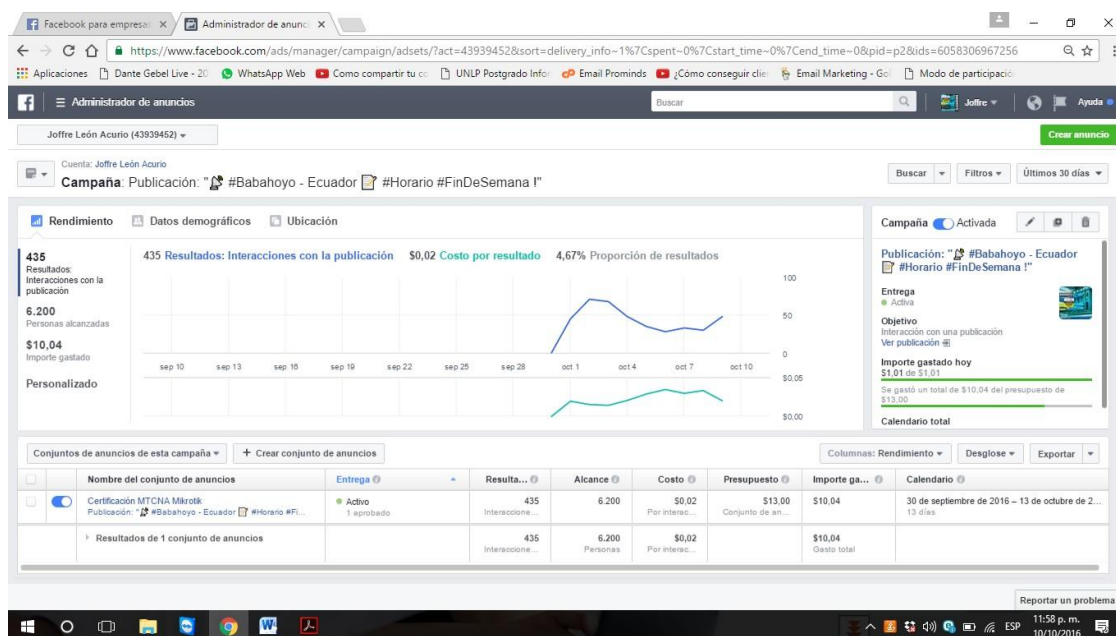 Facebook para empresas
Administrador de anunci
https://www.facebook.com/ads/manager/campaign/adsets/?act=43939452&sort=delivery_info~1%7Cspent~0%7Cstart_time~0%7Cend_time~0&pid=p2&ids=6058306967256
Aplicaciones Dante Gebel Live - 20 WhatsApp Web Como compartir tu co UNLP Postgrado Infor Email Prominds ¿Cómo conseguir clie Email Marketing - Go Modo de participació
Administrador de anuncios Buscar Joffre Ayuda
Joffre León Acurio (43939452) Crear anuncio
Cuenta: Joffre León Acurio
Campaña: Publicación: "📡 #Babahoyo - Ecuador 📝 #Horario #FinDeSemana !"
Buscar Filtros Últimos 30 días
Rendimiento Datos demográficos Ubicación
435
Resultados:
Interacciones con la
publicación
6.200
Personas alcanzadas
$10,04
Importe gastado
Personalizado
435 Resultados: Interacciones con la publicación $0,02 Costo por resultado 4,67% Proporción de resultados
100
50
0
sep 10 sep 13 sep 16 sep 19 sep 22 sep 25 sep 28 oct 1 oct 4 oct 7 oct 10
$0,05
$0,00
Campaña Activada
Publicación: "📡 #Babahoyo - Ecuador
📝 #Horario #FinDeSemana !"
Entrega
Activa
Objetivo
Interacción con una publicación
Ver publicación
Importe gastado hoy
$1,01 de $1,01
Se gastó un total de $10,04 del presupuesto de
$13,00
Calendario total
Conjuntos de anuncios de esta campaña + Crear conjunto de anuncios Columnas: Rendimiento Desglose Exportar
Nombre del conjunto de anuncios Entrega Resulta... Alcance Costo Presupuesto Importe ga... Calendario
Certificación MTCNA Mikrotik Activo 435 6.200 $0,02 $13,00 $10,04 30 de septiembre de 2016 – 13 de octubre de 2...
Publicación: "📡 #Babahoyo - Ecuador 📝 #Horario #Fi... 1 aprobado Interaccione... Por interac... Conjunto de an... 13 días
Resultados de 1 conjunto de anuncios 435 6.200 $0,02 $10,04
Interaccione... Personas Por interac... Gasto total
Reportar un problema
ESP 11:58 p. m.
10/10/2016